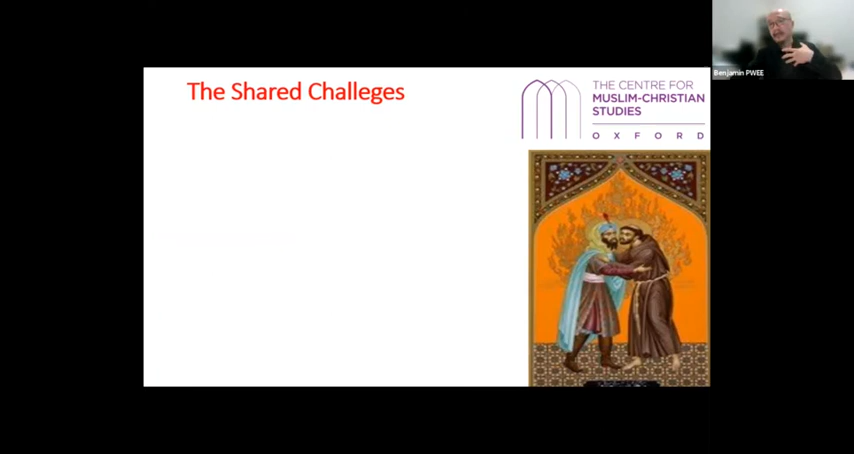 The Shared Challeges
THE CENTRE FOR
MUSLIM-CHRISTIAN
STUDIES
OXFORD
Benjamin PWEE